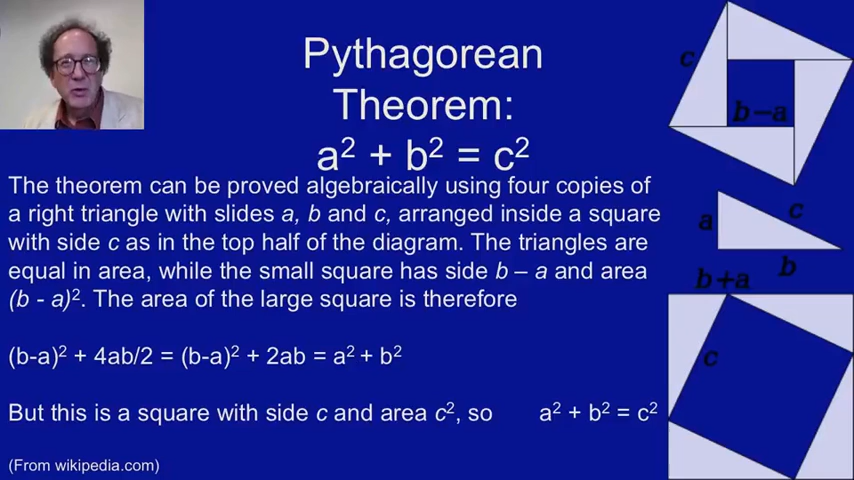 Pythagorean
Theorem:
a² + b² = c²
The theorem can be proved algebraically using four copies of
a right triangle with slides a, b and c, arranged inside a square
with side c as in the top half of the diagram. The triangles are
equal in area, while the small square has side b – a and area
(b - a)². The area of the large square is therefore
(b-a)² + 4ab/2 = (b-a)² + 2ab = a² + b²
But this is a square with side c and area c², so a² + b² = c²
(From wikipedia.com)
c
b−a
a
c
b
b+a
c